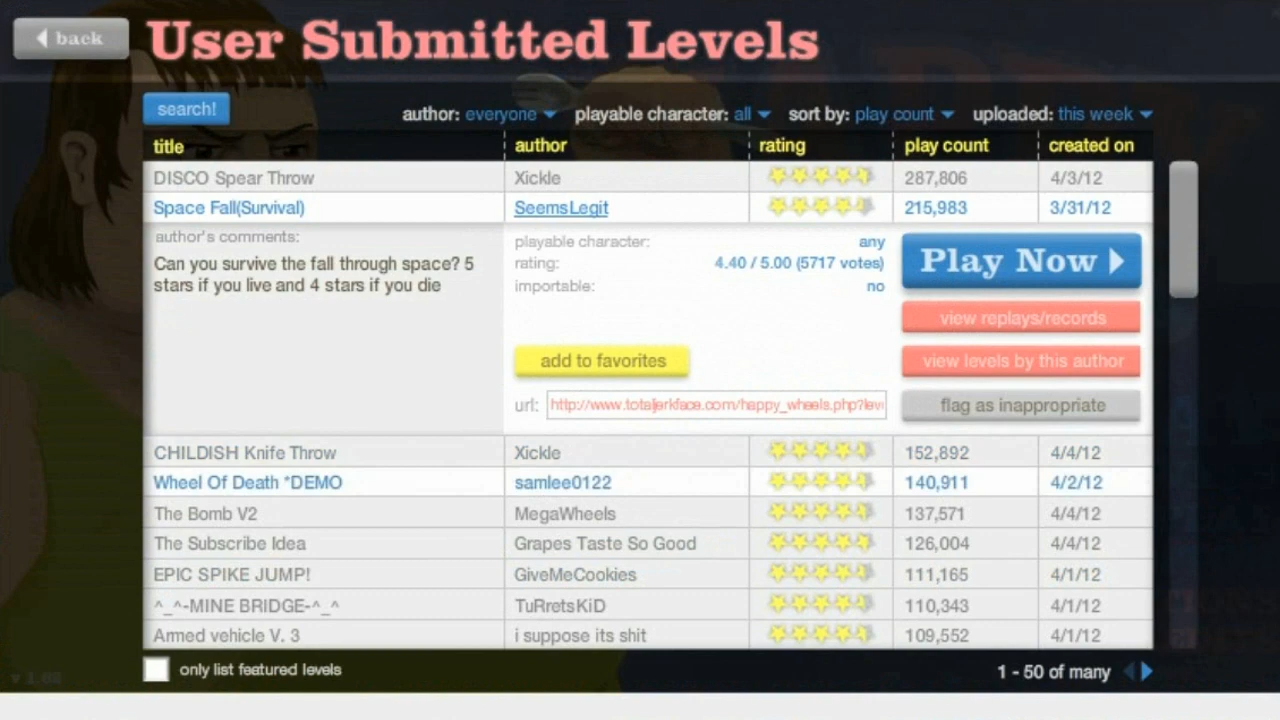 back User Submitted Levels
search! author: everyone playable character: all sort by: play count uploaded: this week
title author rating play count created on
DISCO Spear Throw Xickle 287,806 4/3/12
Space Fall(Survival) SeemsLegit 215,983 3/31/12
author's comments: playable character: any Play Now
Can you survive the fall through space? 5 rating: 4.40 / 5.00 (5717 votes)
stars if you live and 4 stars if you die importable: no
view replays/records
add to favorites view levels by this author
url: http://www.totaljerkface.com/happy_wheels.php?leve flag as inappropriate
CHILDISH Knife Throw Xickle 152,892 4/4/12
Wheel Of Death *DEMO samlee0122 140,911 4/2/12
The Bomb V2 MegaWheels 137,571 4/4/12
The Subscribe Idea Grapes Taste So Good 126,004 4/4/12
EPIC SPIKE JUMP! GiveMeCookies 111,165 4/1/12
^_^-MINE BRIDGE-^_^ TuRretsKiD 110,343 4/1/12
Armed vehicle V. 3 i suppose its shit 109,552 4/1/12
only list featured levels 1 - 50 of many